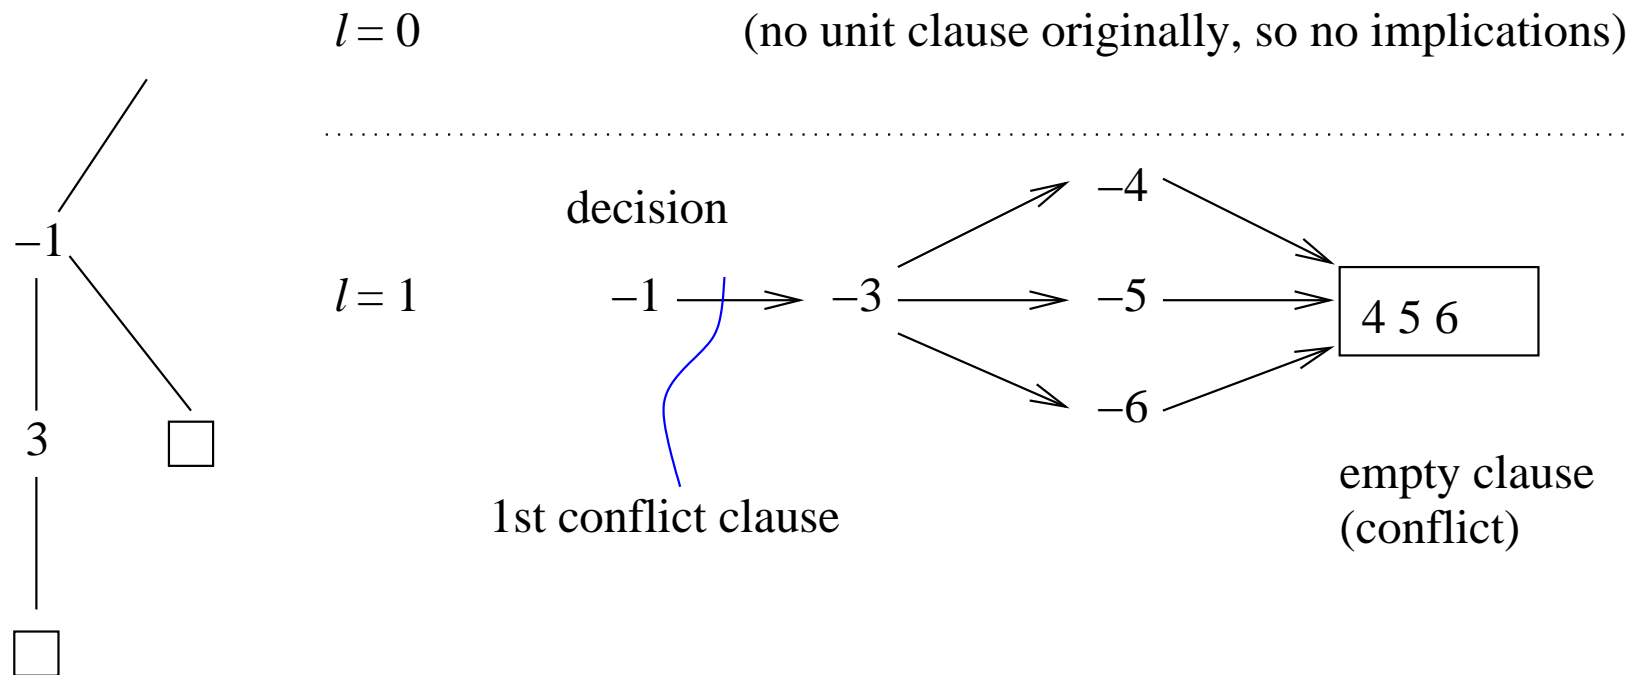 l = 0
(no unit clause originally, so no implications)
decision
−4
−1
l = 1
−1
−3
−5
4 5 6
−6
3
empty clause
(conflict)
1st conflict clause